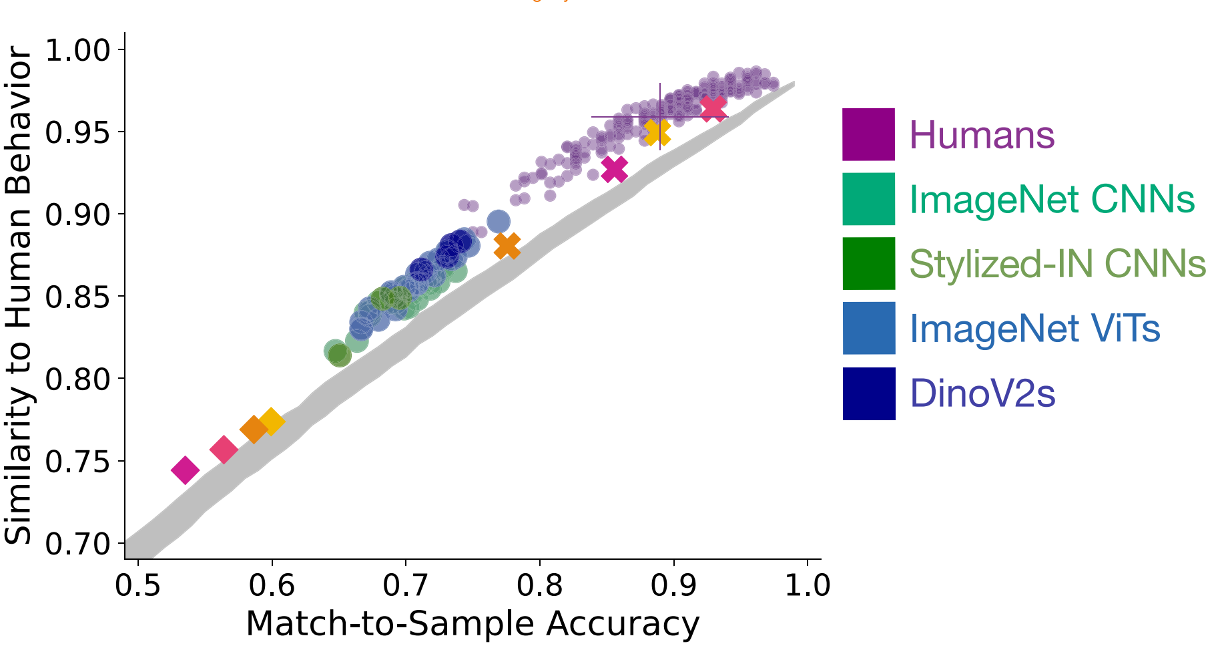 Similarity to Human Behavior
1.00
0.95
0.90
0.85
0.80
0.75
0.70
0.5 0.6 0.7 0.8 0.9 1.0
Match-to-Sample Accuracy
Humans
ImageNet CNNs
Stylized-IN CNNs
ImageNet ViTs
DinoV2s